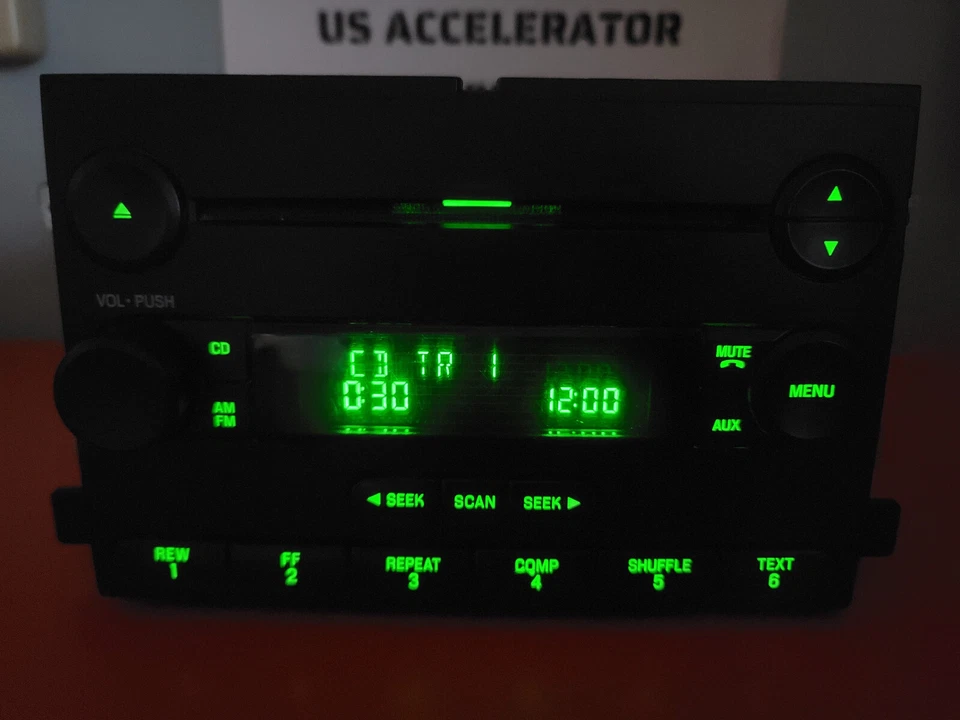 US ACCELERATOR
VOL• PUSH
CD
AM
FM
CD TR 1
0:30
12:00
MUTE
AUX
MENU
SEEK SCAN SEEK
REW
1
FF
2
REPEAT
3
COMP
4
SHUFFLE
5
TEXT
6